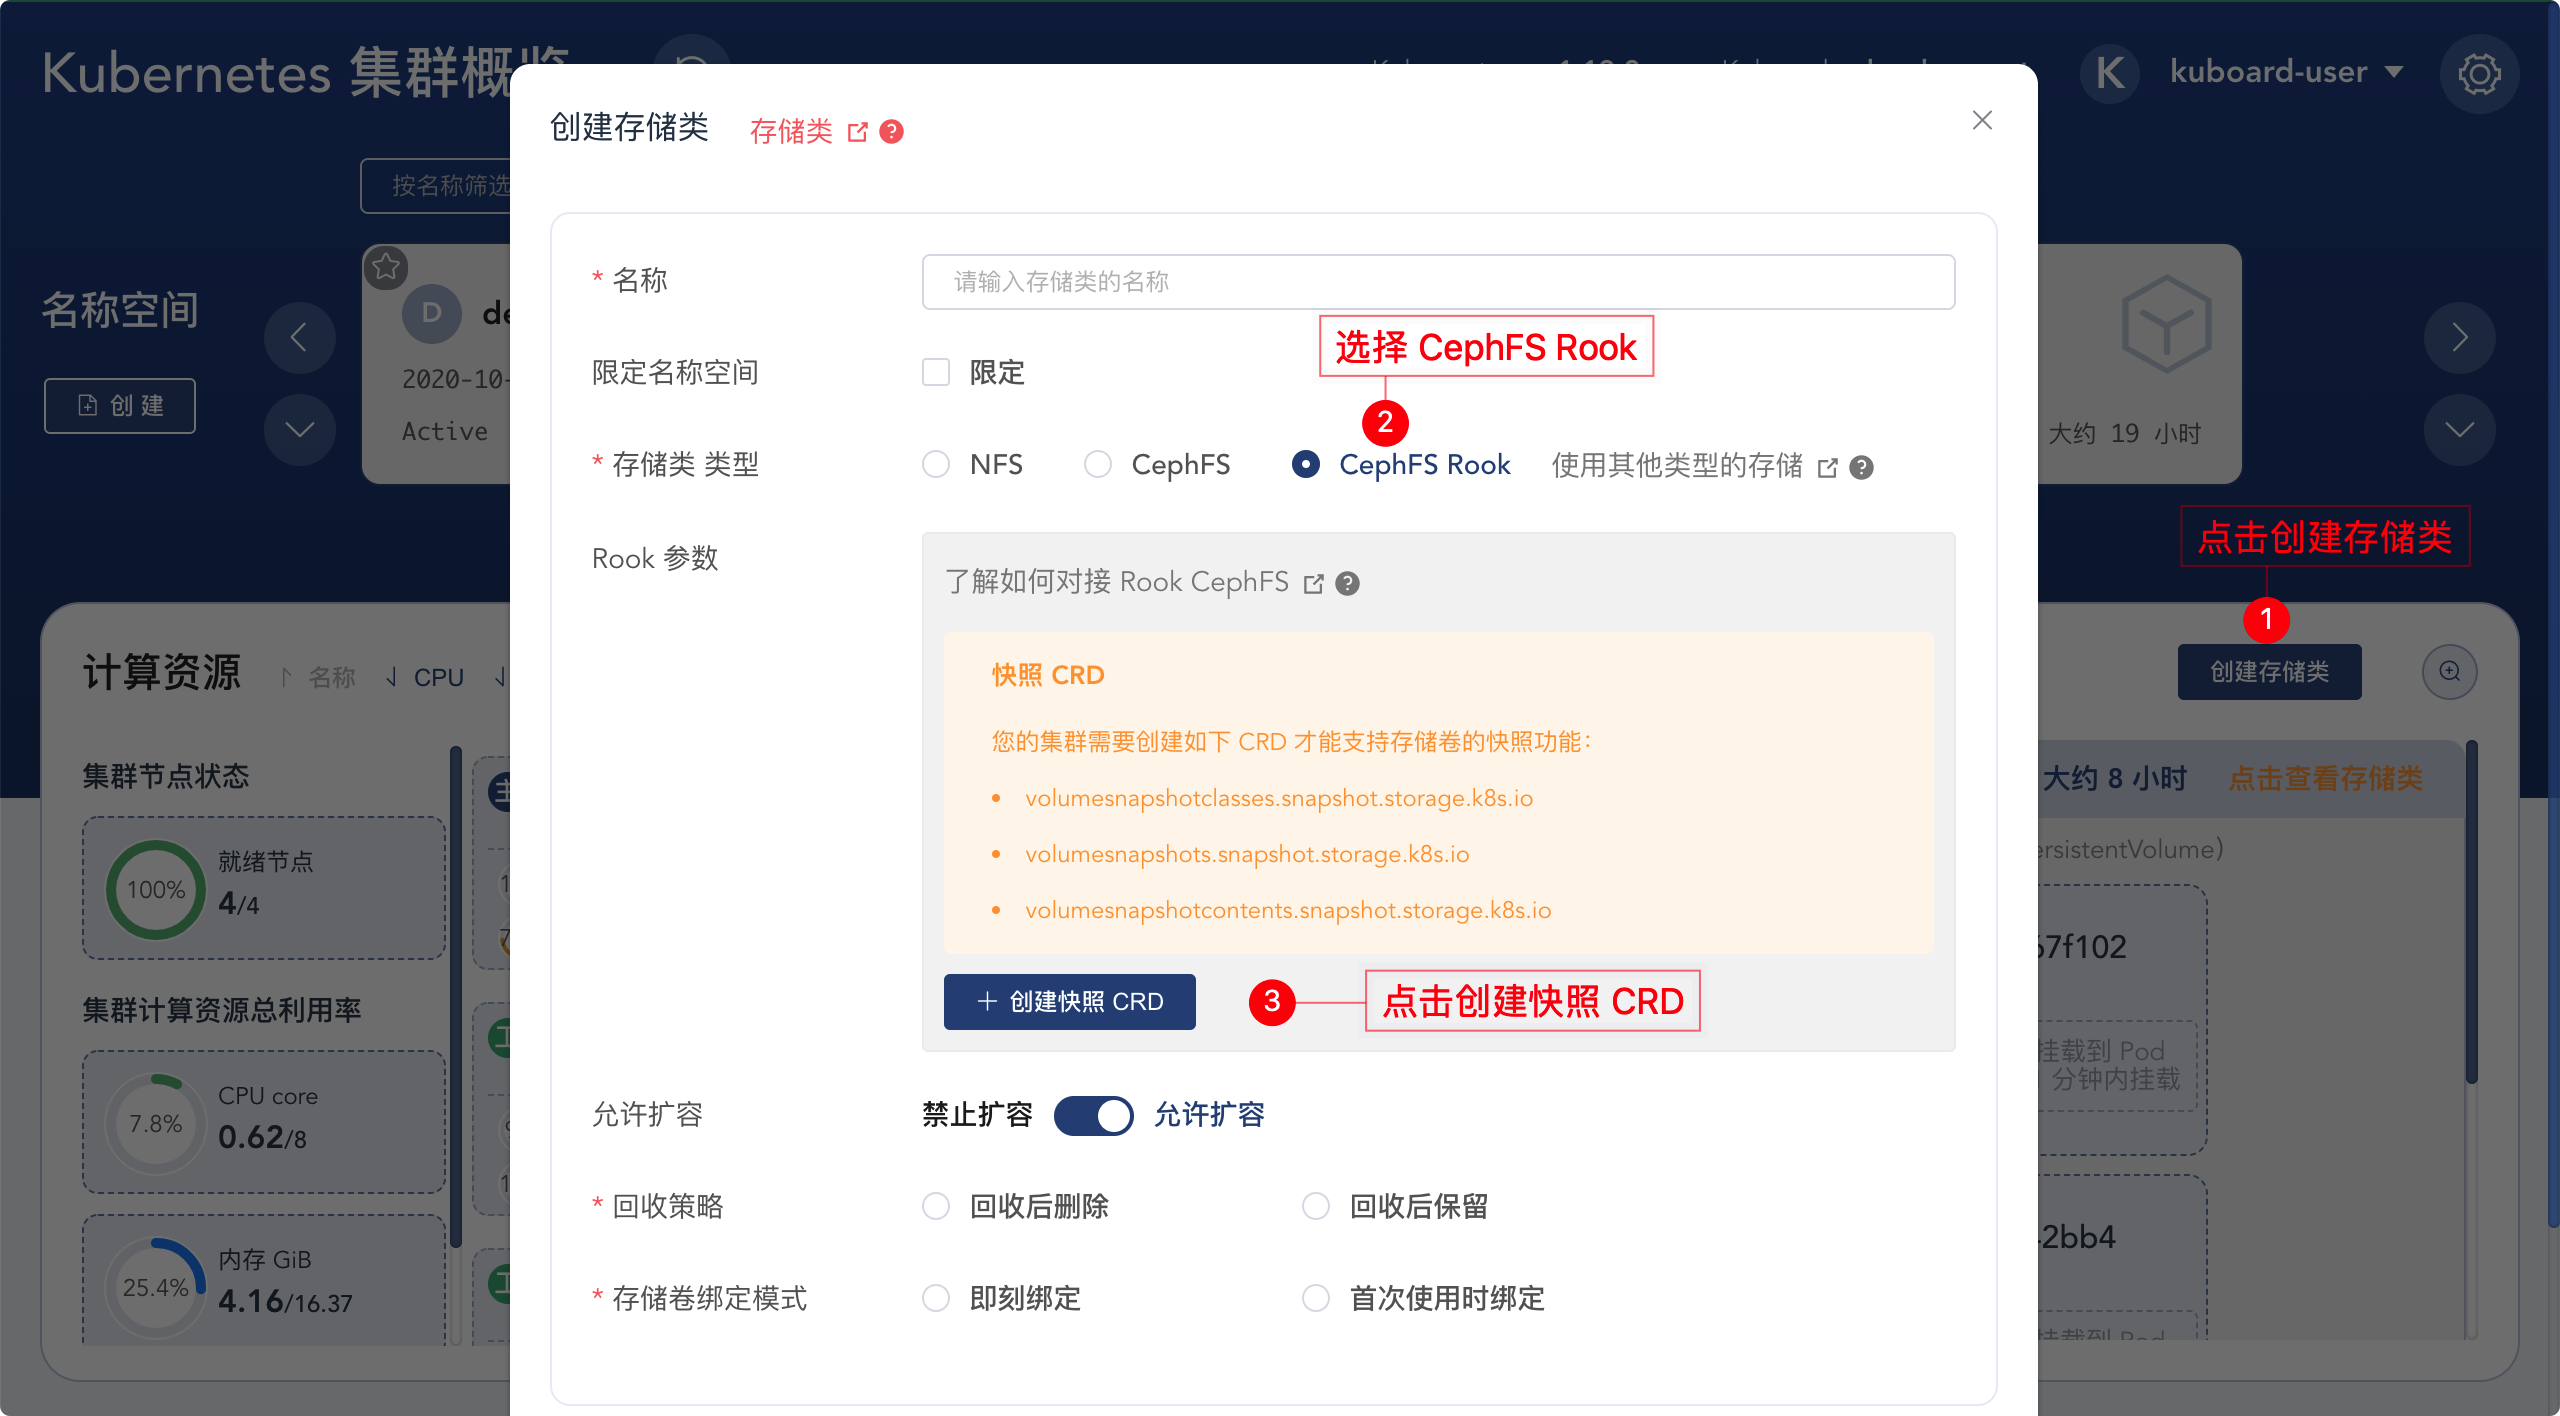 Kubernetes 集群概览
K kuboard-user
按名称筛选
名称空间
创 建
D
2020-10-
Active
大约 19 小时
创建存储类 存储类
* 名称 请输入存储类的名称
选择 CephFS Rook
限定名称空间 限定
2
* 存储类 类型 NFS CephFS CephFS Rook 使用其他类型的存储
Rook 参数
了解如何对接 Rook CephFS
快照 CRD
您的集群需要创建如下 CRD 才能支持存储卷的快照功能：
• volumesnapshotclasses.snapshot.storage.k8s.io
• volumesnapshots.snapshot.storage.k8s.io
• volumesnapshotcontents.snapshot.storage.k8s.io
+ 创建快照 CRD
3 点击创建快照 CRD
允许扩容 禁止扩容 允许扩容
* 回收策略 回收后删除 回收后保留
* 存储卷绑定模式 即刻绑定 首次使用时绑定
点击创建存储类
1
创建存储类
计算资源 名称 CPU
集群节点状态
100% 就绪节点
4/4
集群计算资源总利用率
7.8% CPU core
0.62/8
25.4% 内存 GiB
4.16/16.37
大约 8 小时 点击查看存储类
ersistentVolume)
67f102
挂载到 Pod
分钟内挂载
2bb4
挂载到 Pod